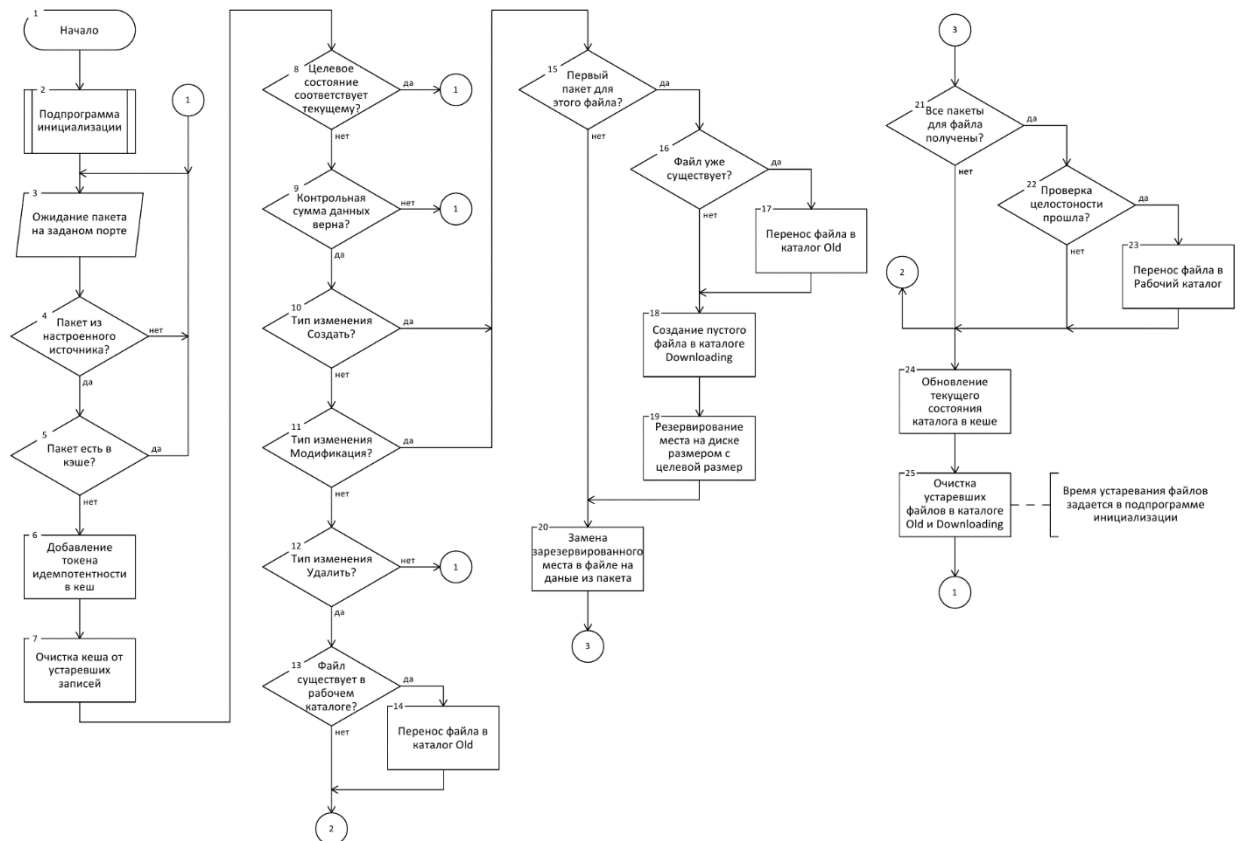 1
Начало
2
Подпрограмма
инициализации
1
3
Ожидание пакета
на заданом порте
4
Пакет из
настроенного
источника?
нет
да
5
Пакет есть в
кэше?
да
нет
6
Добавление
токена
идемпотентности
в кеш
7
Очистка кеша от
устаревших
записей
8
Целевое
состояние
соответствует
текущему?
да
1
нет
9
Контрольная
сумма данных
верна?
нет
1
да
10
Тип изменения
Создать?
да
нет
11
Тип изменения
Модификация?
да
нет
12
Тип изменения
Удалить?
нет
1
да
13
Файл
существует в
рабочем
каталоге?
да
нет
14
Перенос файла в
каталог Old
2
15
Первый
пакет для
этого файла?
да
нет
16
Файл уже
существует?
да
нет
17
Перенос файла в
каталог Old
18
Создание пустого
файла в каталоге
Downloading
19
Резервирование
места на диске
размером с
целевой размер
20
Замена
зарезервированного
места в файле на
даные из пакета
3
3
21
Все пакеты
для файла
получены?
да
нет
22
Проверка
целостоности
прошла?
да
нет
23
Перенос файла в
Рабочий каталог
2
24
Обновление
текущего
состояния
каталога в кеше
25
Очистка
устаревших
файлов в каталоге
Old и Downloading
Время устаревания файлов
задается в подпрограмме
инициализации
1